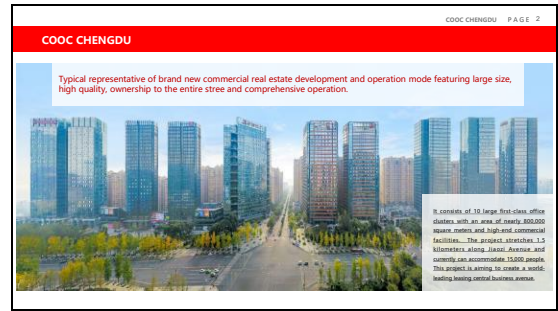 COOC CHENGDU PAGE 2
COOC CHENGDU
Typical representative of brand new commercial real estate development and operation mode featuring large size,
high quality, ownership to the entire stree and comprehensive operation.
It consists of 10 large first-class office
clusters with an area of nearly 800,000
square meters and high-end commercial
facilities. The project stretches 1.5
kilometers along Jiaozi Avenue and
currently can accommodate 15,000 people.
This project is aiming to create a world-
leading leasing central business avenue.